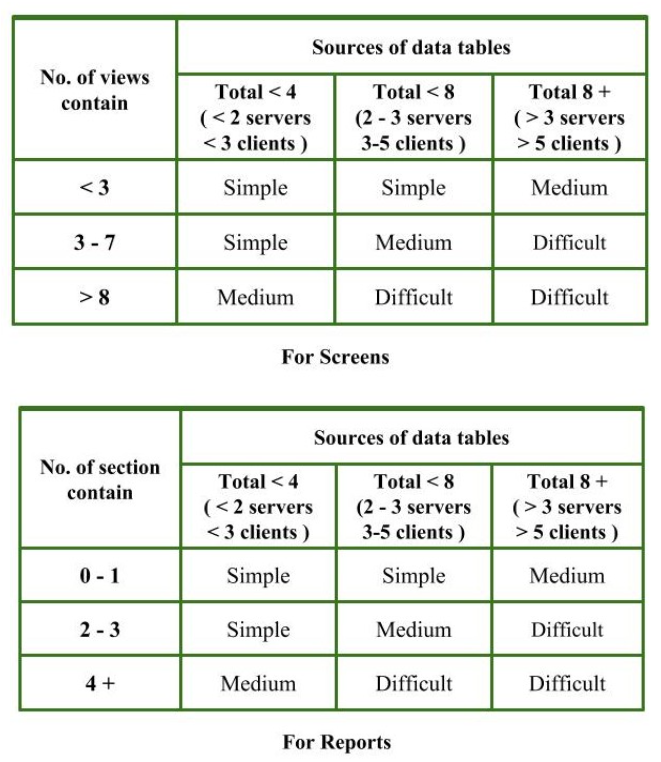 Sources of data tables
No. of views
contain
Total < 4
( < 2 servers
< 3 clients )
Total < 8
(2 - 3 servers
3-5 clients )
Total 8 +
( > 3 servers
> 5 clients )
< 3 Simple Simple Medium
3 - 7 Simple Medium Difficult
> 8 Medium Difficult Difficult
For Screens
Sources of data tables
No. of section
contain
Total < 4
( < 2 servers
< 3 clients )
Total < 8
(2 - 3 servers
3-5 clients )
Total 8 +
( > 3 servers
> 5 clients )
0 - 1 Simple Simple Medium
2 - 3 Simple Medium Difficult
4 + Medium Difficult Difficult
For Reports